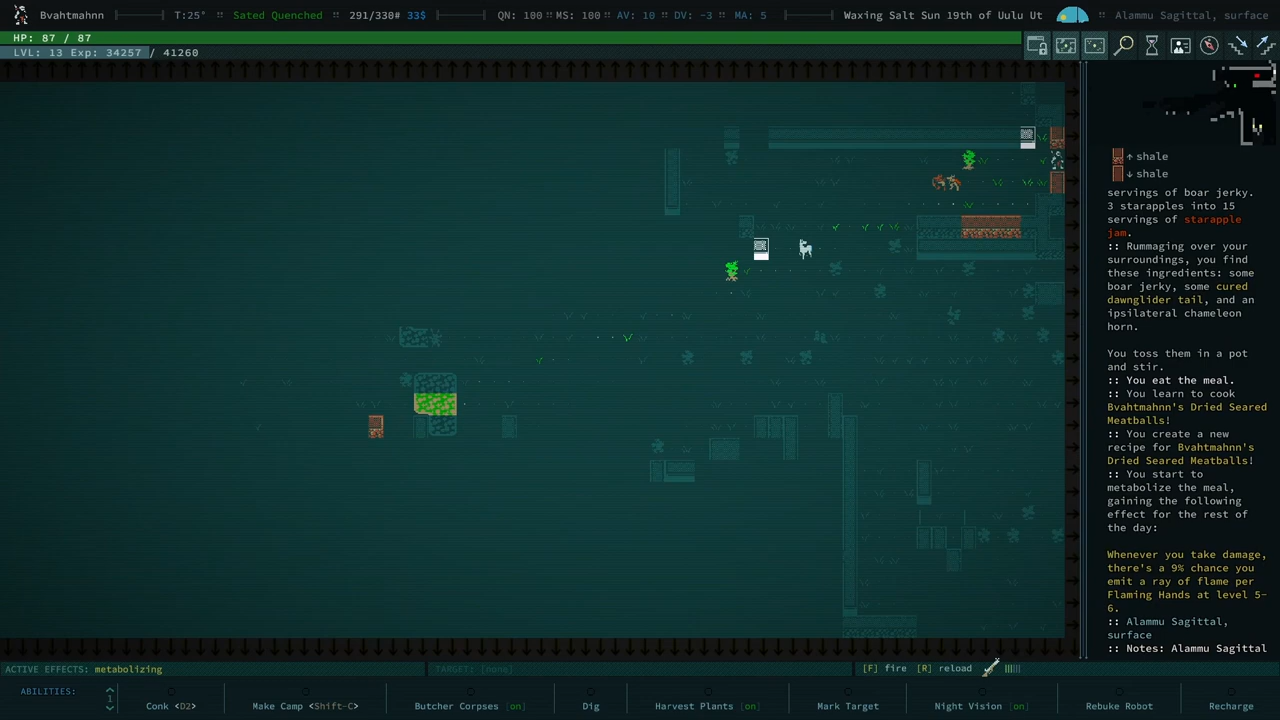 Bvahtmahnn T:25° :: Sated Quenched :: 291/330# 33$ QN: 100 :: MS: 100 :: AV: 10 :: DV: -3 :: MA: 5 Waxing Salt Sun 19th of Uulu Ut :: Alammu Sagittal, surface
HP: 87 / 87
LVL: 13 Exp: 34257 / 41260
↑ shale
↓ shale
servings of boar jerky.
3 starapples into 15
servings of starapple
jam.
:: Rummaging over your
surroundings, you find
these ingredients: some
boar jerky, some cured
dawnglider tail, and an
ipsilateral chameleon
horn.
You toss them in a pot
and stir.
:: You eat the meal.
:: You learn to cook
Bvahtmahnn's Dried Seared
Meatballs!
:: You create a new
recipe for Bvahtmahnn's
Dried Seared Meatballs!
:: You start to
metabolize the meal,
gaining the following
effect for the rest of
the day:
Whenever you take damage,
there's a 9% chance you
emit a ray of flame per
Flaming Hands at level 5-
6.
:: Alammu Sagittal,
surface
:: Notes: Alammu Sagittal
ACTIVE EFFECTS: metabolizing TARGET: [none] [F] fire [R] reload
ABILITIES: 1 Conk <D2> Make Camp <Shift-C> Butcher Corpses [on] Dig Harvest Plants [on] Mark Target Night Vision [on] Rebuke Robot Recharge